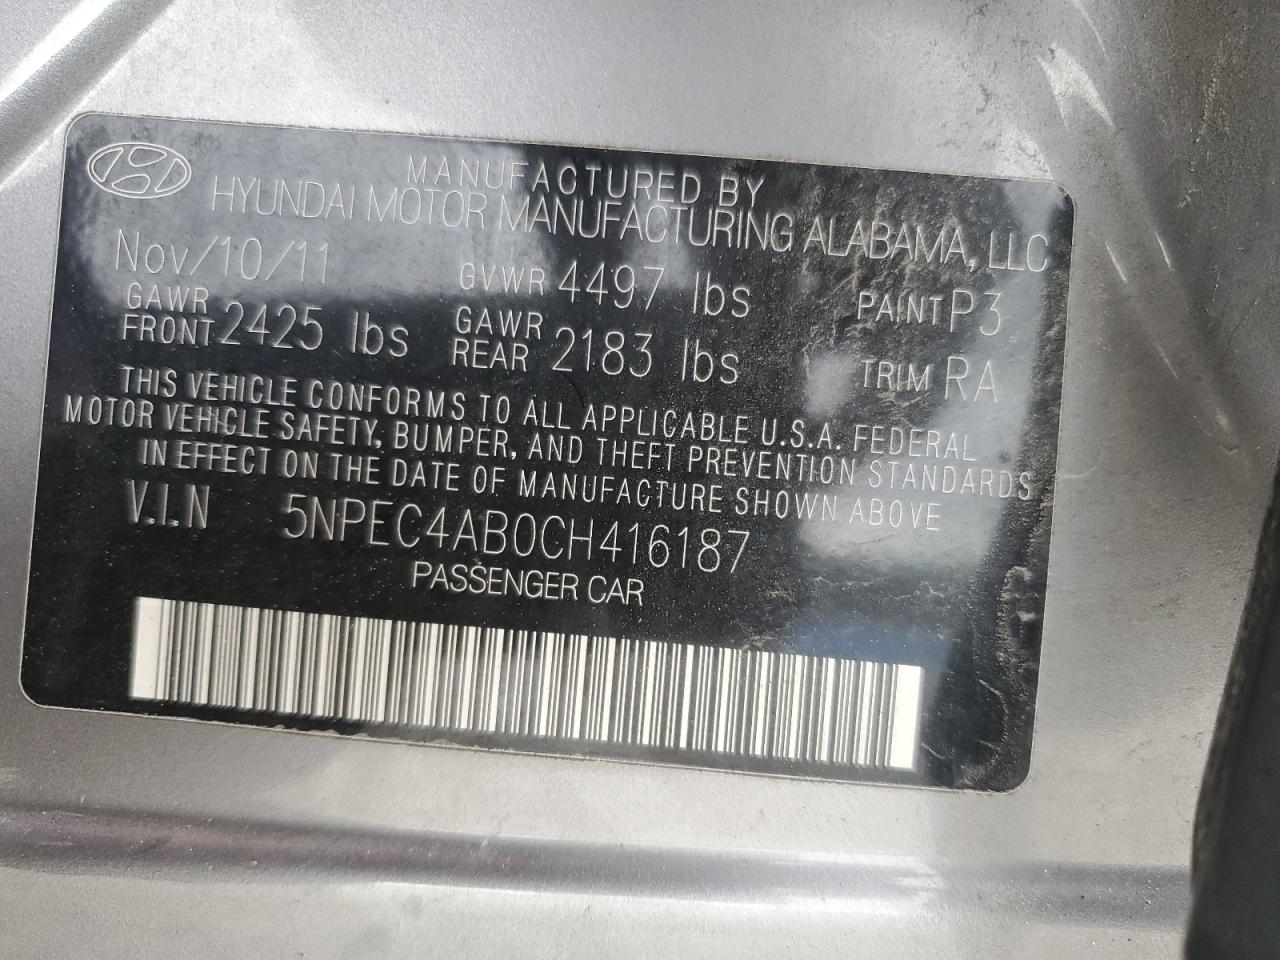 MANUFACTURED BY
HYUNDAI MOTOR MANUFACTURING ALABAMA, LLC
Nov/10/11 GVWR 4497 lbs PAINT P3
GAWR FRONT 2425 lbs GAWR REAR 2183 lbs TRIM RA
THIS VEHICLE CONFORMS TO ALL APPLICABLE U.S.A. FEDERAL
MOTOR VEHICLE SAFETY, BUMPER, AND THEFT PREVENTION STANDARDS
IN EFFECT ON THE DATE OF MANUFACTURE SHOWN ABOVE
V.I.N 5NPEC4AB0CH416187
PASSENGER CAR